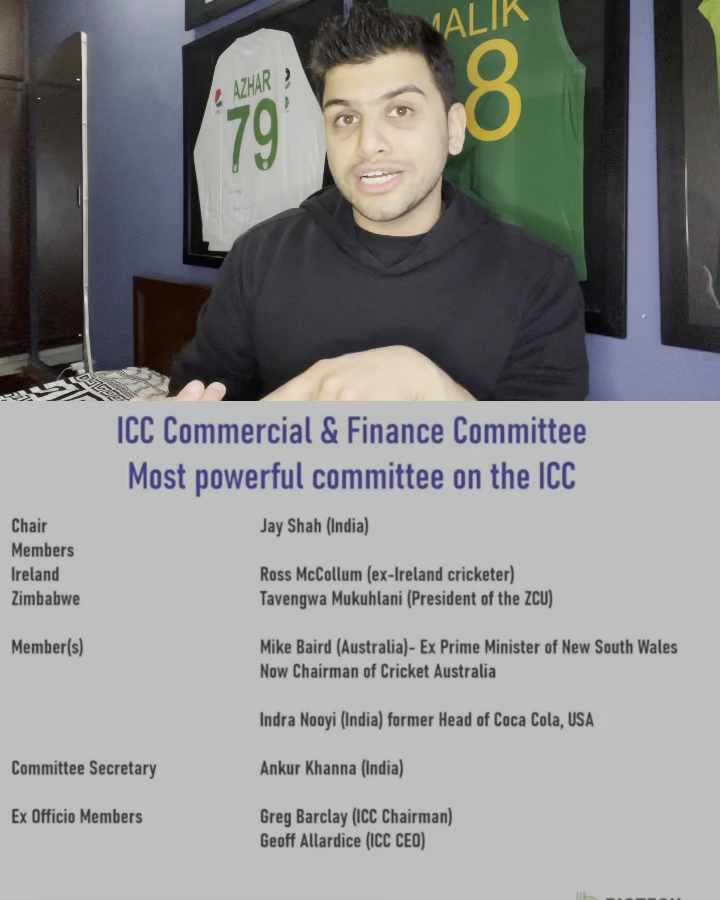 AZHAR
79
MALIK
8
ICC Commercial & Finance Committee
Most powerful committee on the ICC
Chair Jay Shah (India)
Members
Ireland Ross McCollum (ex-Ireland cricketer)
Zimbabwe Tavengwa Mukuhlani (President of the ZCU)
Member(s) Mike Baird (Australia)- Ex Prime Minister of New South Wales
Now Chairman of Cricket Australia
Indra Nooyi (India) former Head of Coca Cola, USA
Committee Secretary Ankur Khanna (India)
Ex Officio Members Greg Barclay (ICC Chairman)
Geoff Allardice (ICC CEO)